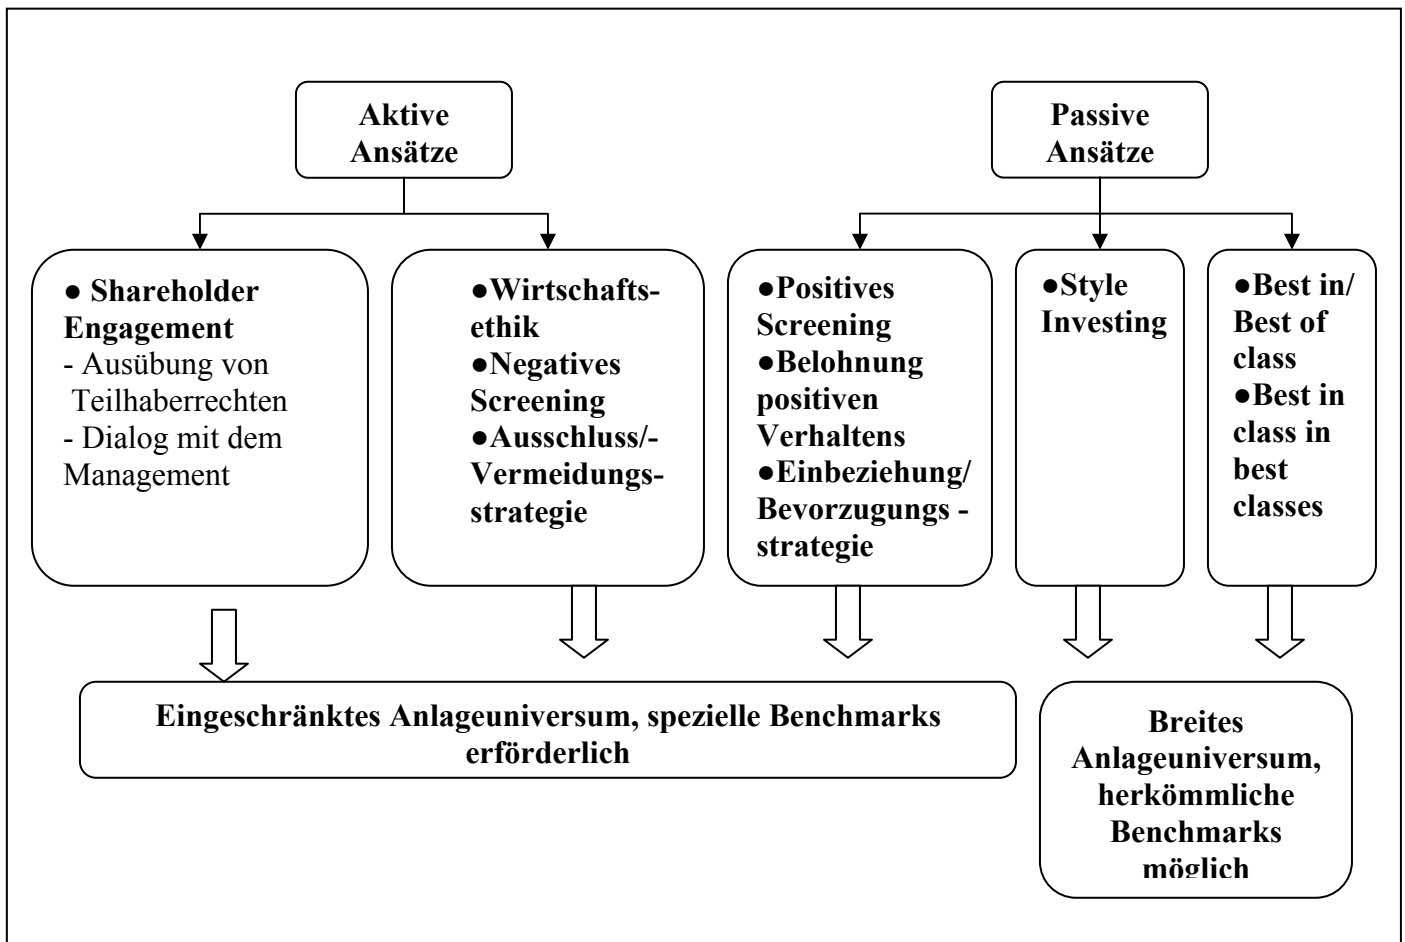 Aktive
Ansätze
Passive
Ansätze
● Shareholder
Engagement
- Ausübung von
Teilhaberrechten
- Dialog mit dem
Management
●Wirtschafts-
ethik
●Negatives
Screening
●Ausschluss/-
Vermeidungs-
strategie
●Positives
Screening
●Belohnung
positiven
Verhaltens
●Einbeziehung/
Bevorzugungs -
strategie
●Style
Investing
●Best in/
Best of
class
●Best in
class in
best
classes
Eingeschränktes Anlageuniversum, spezielle Benchmarks
erförderlich
Breites
Anlageuniversum,
herkömmliche
Benchmarks
möglich